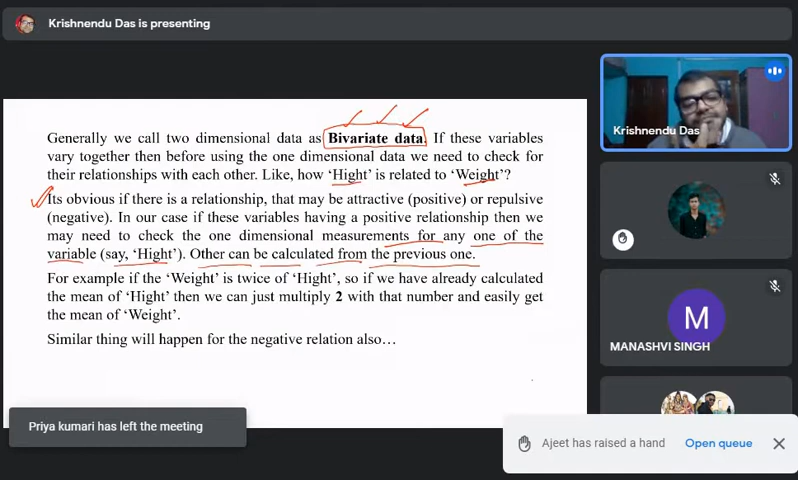 Krishnendu Das is presenting
Generally we call two dimensional data as Bivariate data. If these variables
vary together then before using the one dimensional data we need to check for
their relationships with each other. Like, how ‘Hight’ is related to ‘Weight’?
Its obvious if there is a relationship, that may be attractive (positive) or repulsive
(negative). In our case if these variables having a positive relationship then we
may need to check the one dimensional measurements for any one of the
variable (say, ‘Hight’). Other can be calculated from the previous one.
For example if the ‘Weight’ is twice of ‘Hight’, so if we have already calculated
the mean of ‘Hight’ then we can just multiply 2 with that number and easily get
the mean of ‘Weight’.
Similar thing will happen for the negative relation also...
Krishnendu Das
M
MANASHVI SINGH
Priya kumari has left the meeting
Ajeet has raised a hand
Open queue